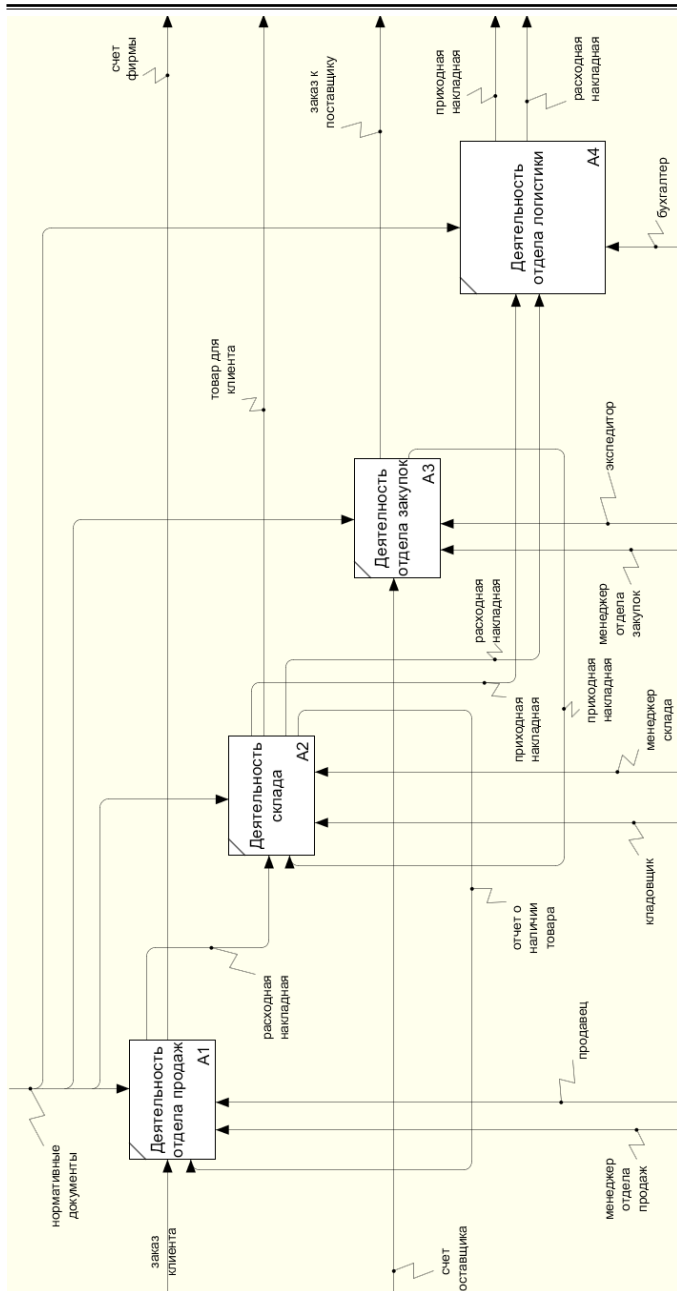 нормативные
документы
заказ
клиента
Деятельность
отдела продаж
A1
менеджер
отдела
продаж
продавец
расходная
накладная
счет
фирмы
Деятельность
склада
A2
кладовщик
менеджер
склада
отчет о
наличии
товара
товар для
клиента
приходная
накладная
расходная
накладная
счет
оставщика
Деятелность
отдела закупок
A3
менеджер
отдела
закупок
экспедитор
приходная
накладная
заказ к
поставщику
Деятельность
отдела логистики
A4
бухгалтер
приходная
накладная
расходная
накладная